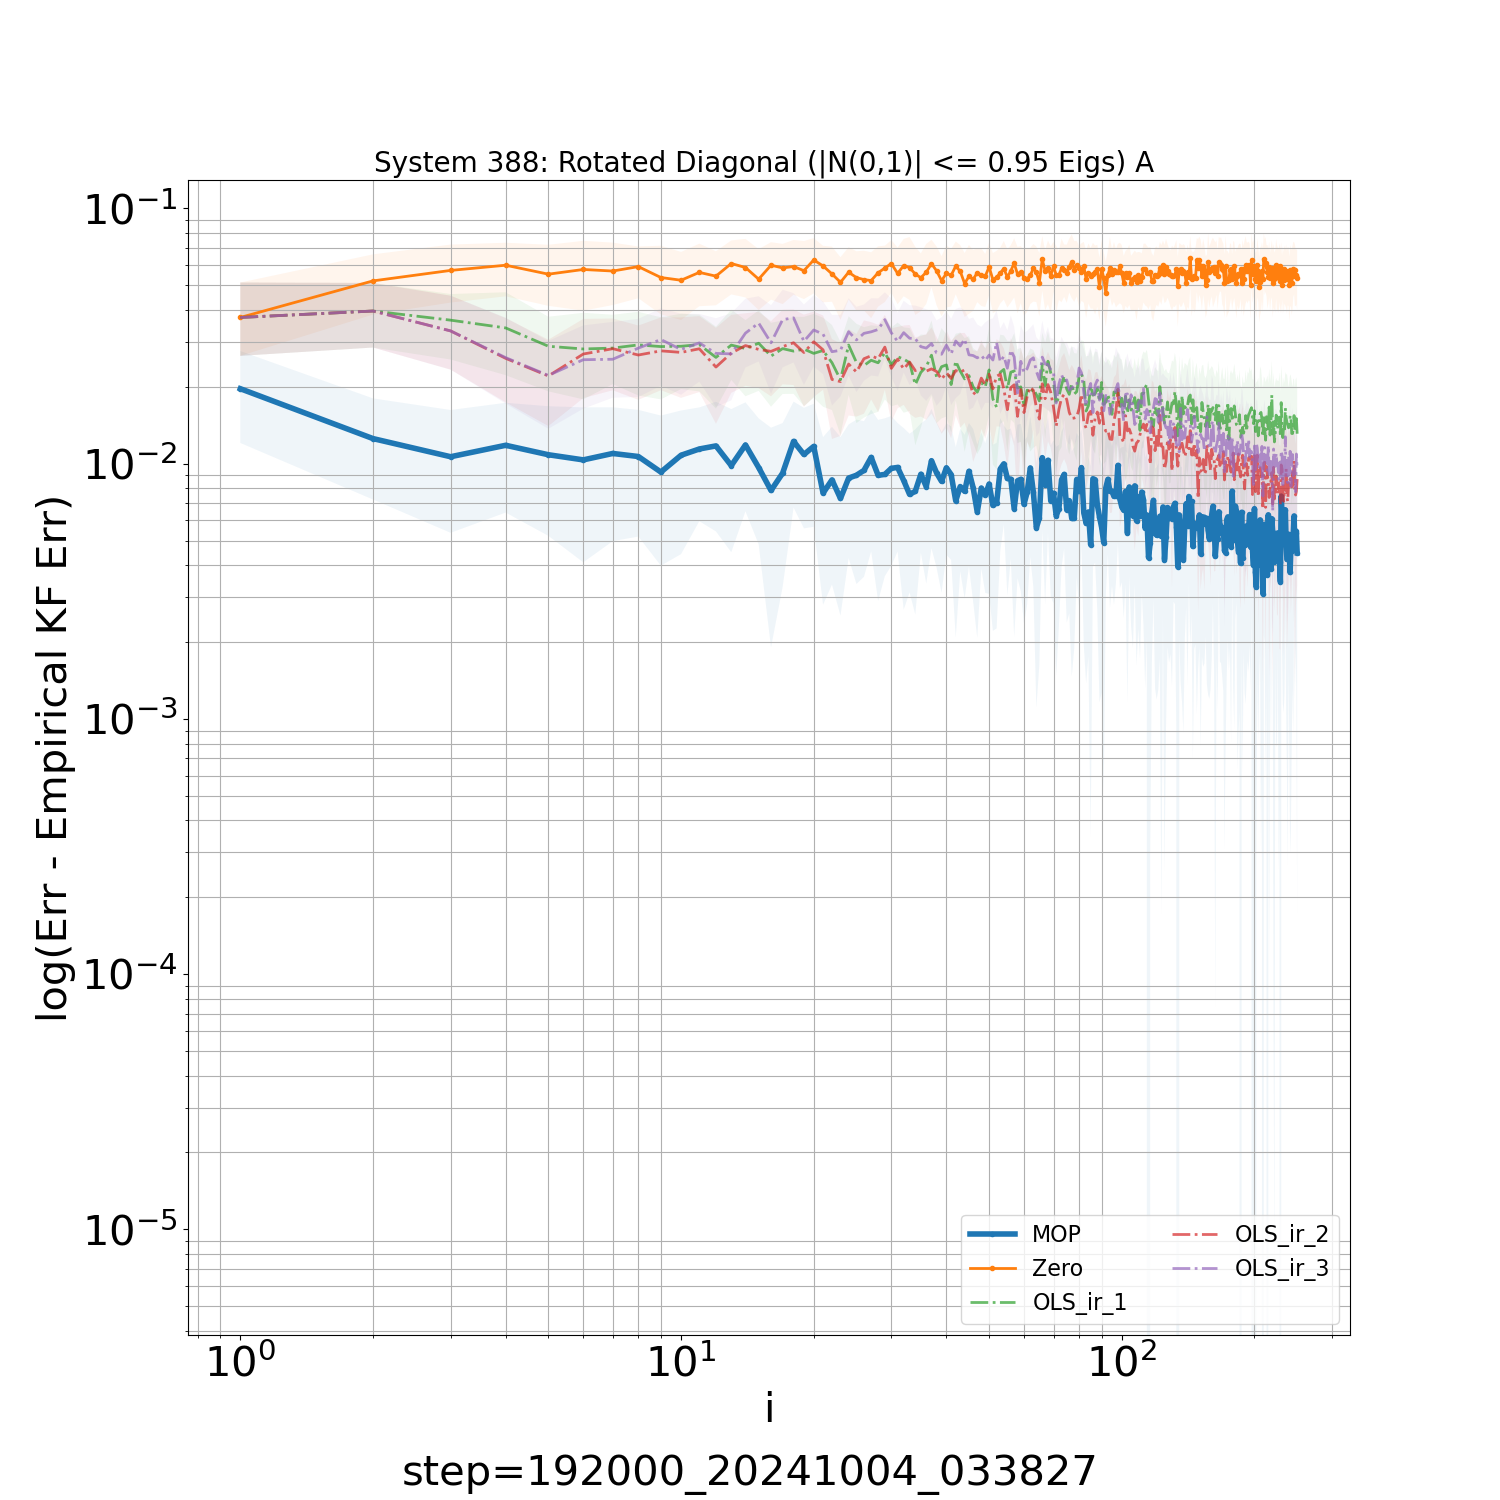 System 388: Rotated Diagonal (|N(0,1)| <= 0.95 Eigs) A
log(Err - Empirical KF Err)
10⁻¹
10⁻²
10⁻³
10⁻⁴
10⁻⁵
MOP
Zero
OLS_ir_1
OLS_ir_2
OLS_ir_3
10⁰ 10¹ 10²
i
step=192000_20241004_033827